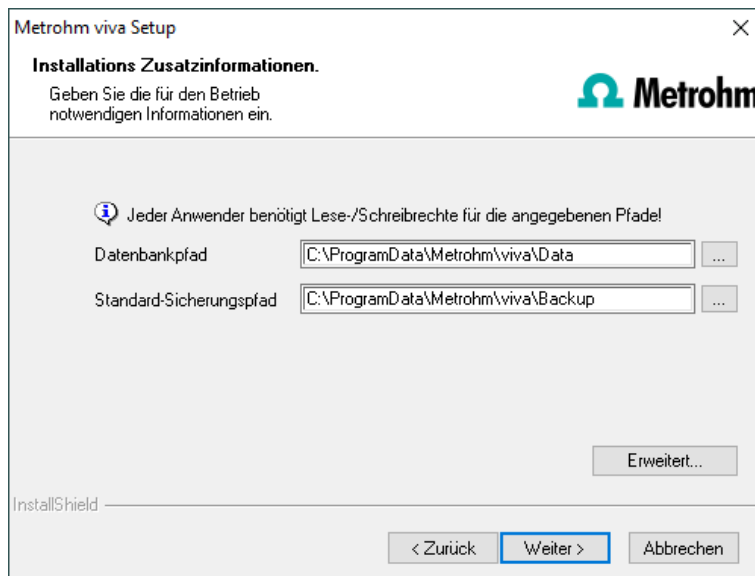 Metrohm viva Setup
Installations Zusatzinformationen.
Geben Sie die für den Betrieb
notwendigen Informationen ein.
Metrohm
Jeder Anwender benötigt Lese-/Schreibrechte für die angegebenen Pfade!
Datenbankpfad C:\ProgramData\Metrohm\viva\Data ...
Standard-Sicherungspfad C:\ProgramData\Metrohm\viva\Backup ...
Erweitert...
InstallShield
< Zurück Weiter > Abbrechen